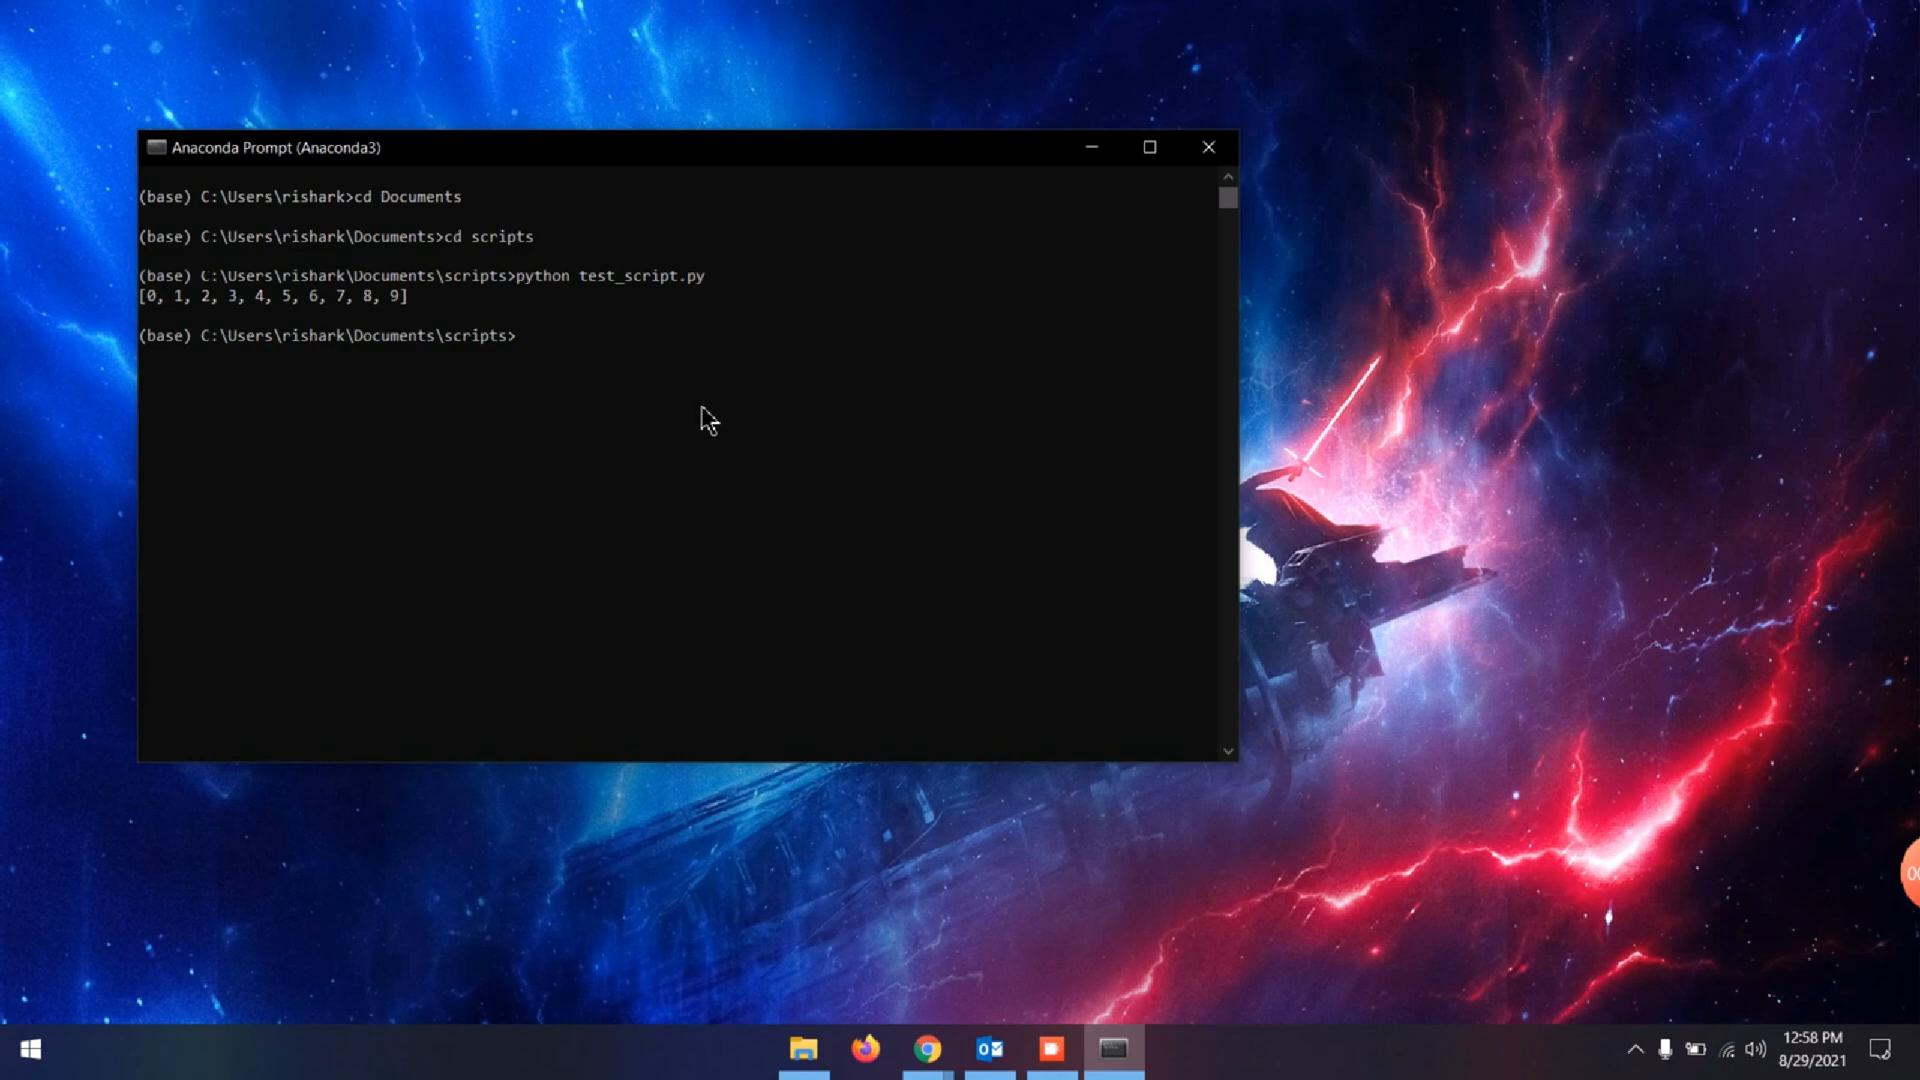 Anaconda Prompt (Anaconda3)
(base) C:\Users\rishark>cd Documents
(base) C:\Users\rishark\Documents>cd scripts
(base) C:\Users\rishark\Documents\scripts>python test_script.py
[0, 1, 2, 3, 4, 5, 6, 7, 8, 9]
(base) C:\Users\rishark\Documents\scripts>
12:58 PM
8/29/2021